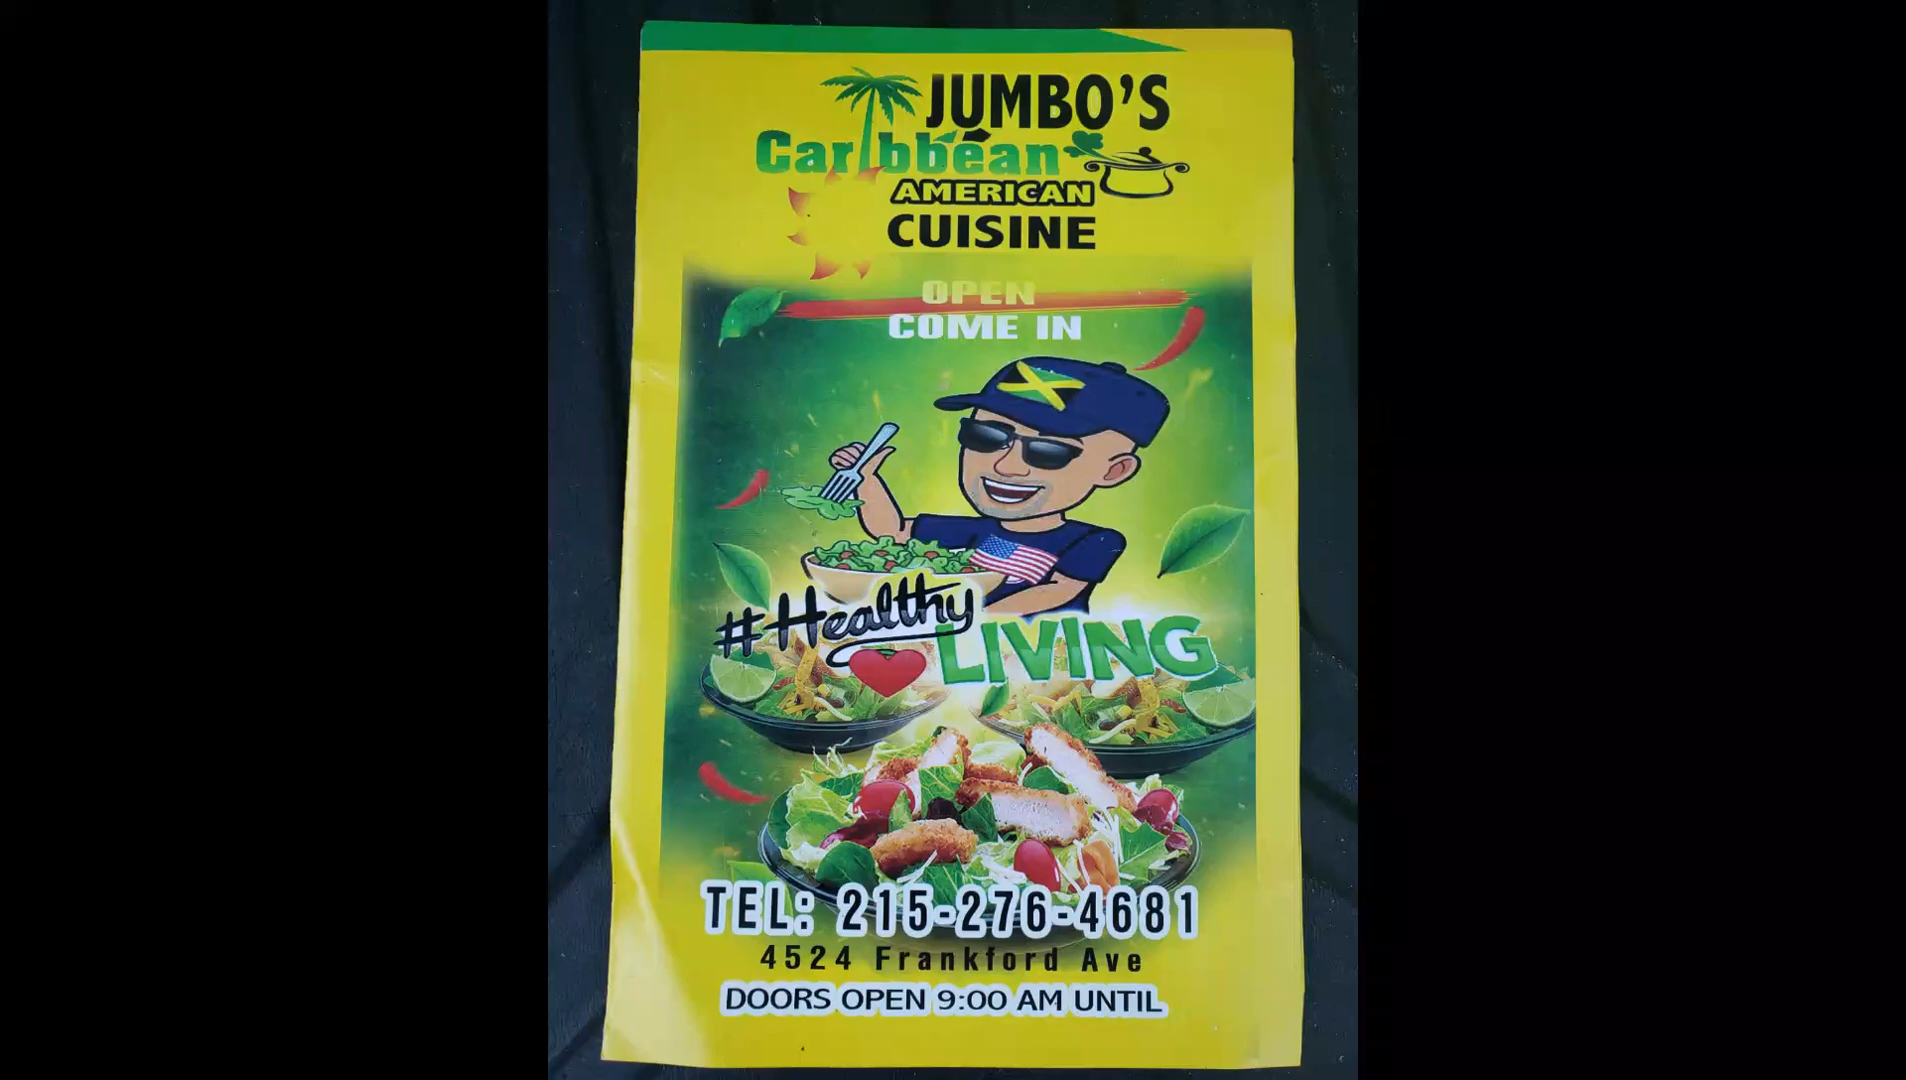 JUMBO'S
Caribbean
AMERICAN
CUISINE
OPEN
COME IN
#Healthy
LIVING
TEL: 215-276-4681
4524 Frankford Ave
DOORS OPEN 9:00 AM UNTIL